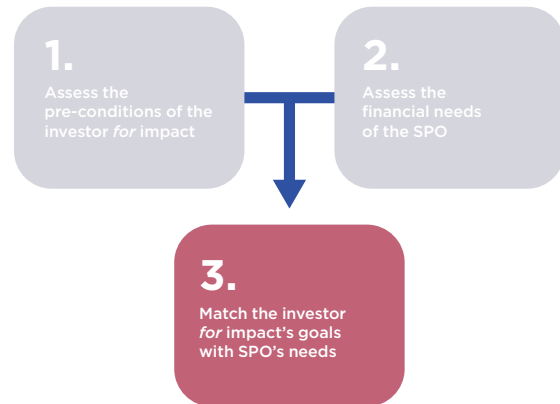 1.
Assess the
pre-conditions of the
investor for impact
2.
Assess the
financial needs
of the SPO
3.
Match the investor
for impact's goals
with SPO's needs